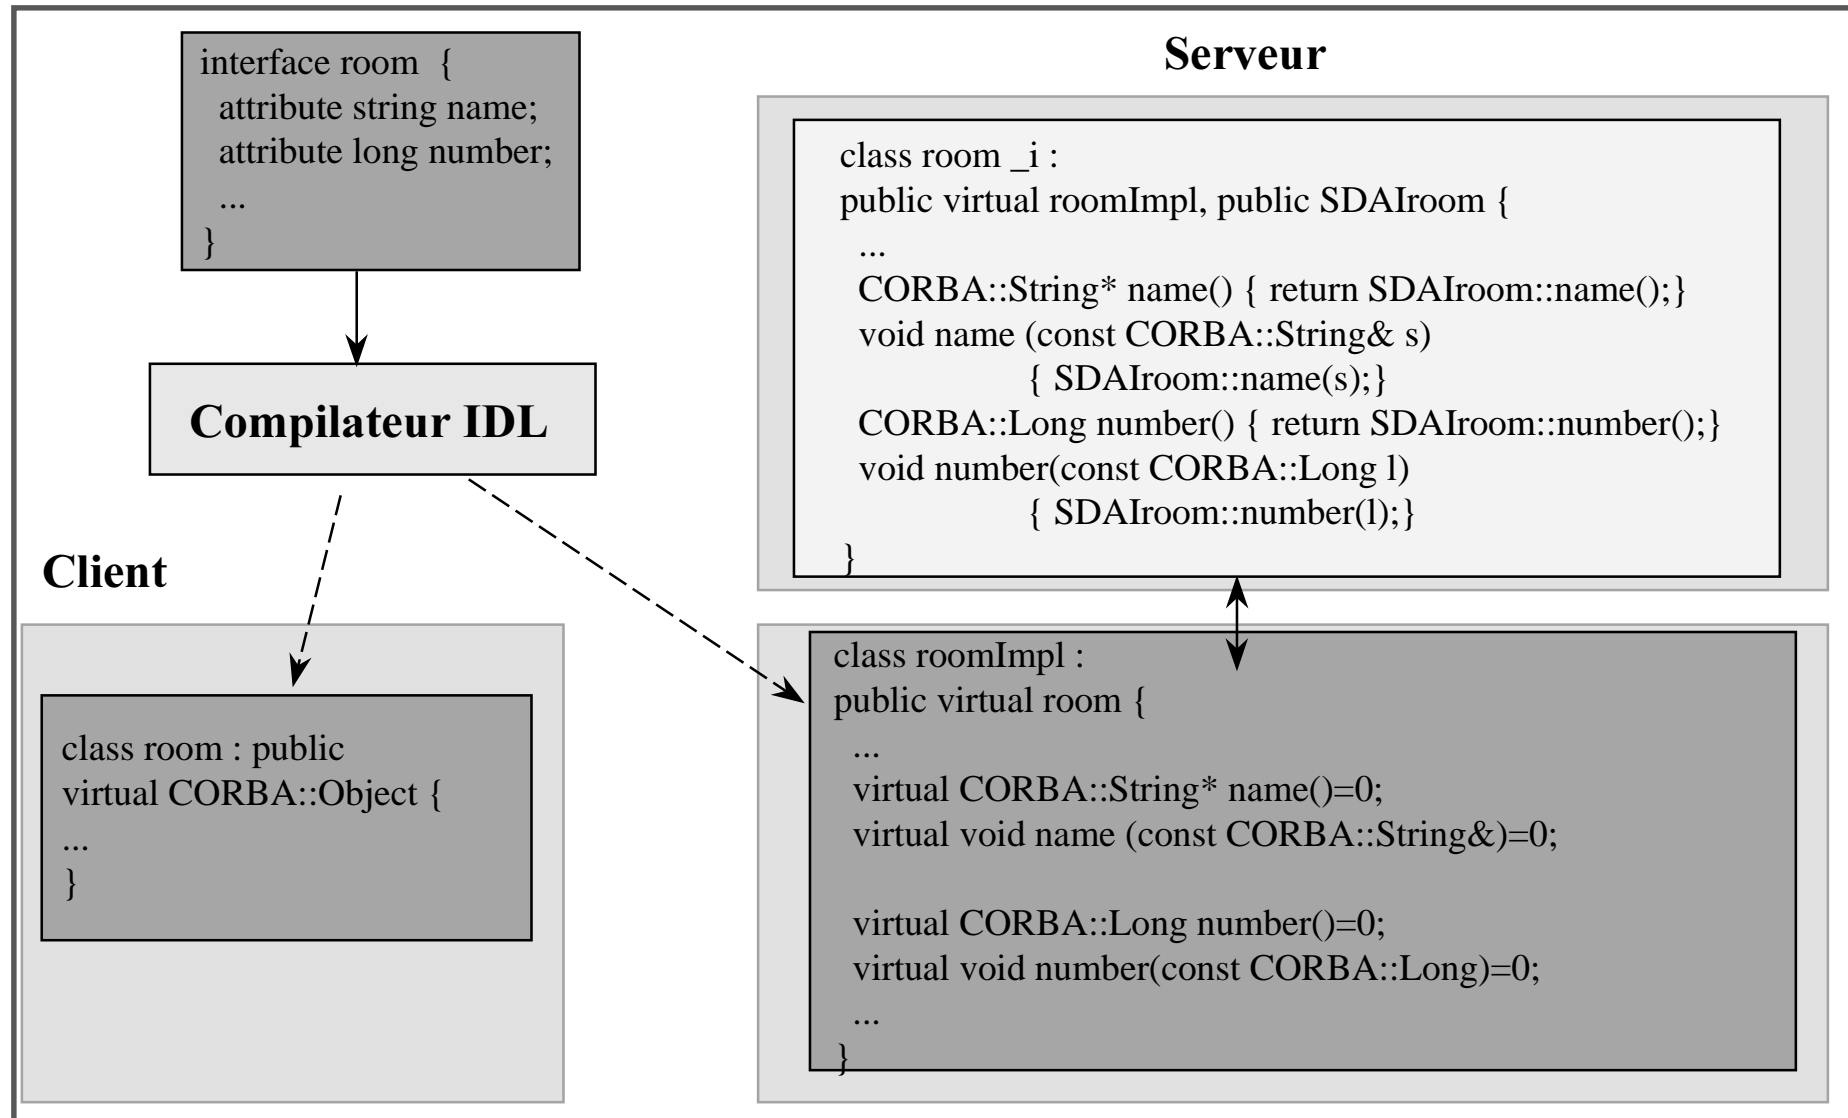 interface room  {
attribute string name;
attribute long number;
...
}
Compilateur IDL
Client
class room : public
virtual CORBA::Object {
...
}
Serveur
class room _i :
public virtual roomImpl, public SDAIroom {
...
CORBA::String* name() { return SDAIroom::name();}
void name (const CORBA::String& s)
{ SDAIroom::name(s);}
CORBA::Long number() { return SDAIroom::number();}
void number(const CORBA::Long l)
{ SDAIroom::number(l);}
}
class roomImpl :
public virtual room {
...
virtual CORBA::String* name()=0;
virtual void name (const CORBA::String&)=0;
virtual CORBA::Long number()=0;
virtual void number(const CORBA::Long)=0;
...
}